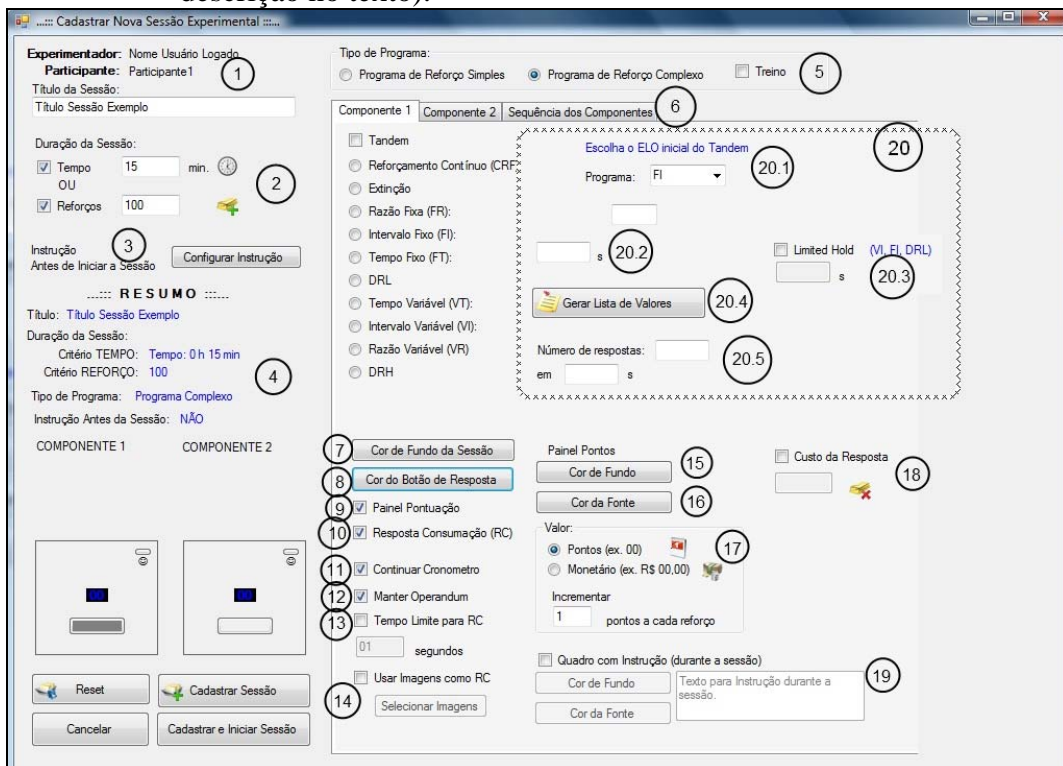 descrição no texto).
...::: Cadastrar Nova Sessão Experimental :::...
Experimentador: Nome Usuário Logado
Participante: Participante1
1
Título da Sessão:
Título Sessão Exemplo
Duração da Sessão:
Tempo 15 min.
OU
Reforços 100
2
Instrução
Antes de Iniciar a Sessão
3
Configurar Instrução
...::: RESUMO :::...
Título: Título Sessão Exemplo
Duração da Sessão:
Critério TEMPO: Tempo: 0 h 15 min
Critério REFORÇO: 100
4
Tipo de Programa: Programa Complexo
Instrução Antes da Sessão: NÃO
COMPONENTE 1 COMPONENTE 2
00 00
Reset Cadastrar Sessão
Cancelar Cadastrar e Iniciar Sessão
Tipo de Programa:
Programa de Reforço Simples Programa de Reforço Complexo Treino 5
Componente 1 Componente 2 Sequência dos Componentes 6
Tandem
Reforçamento Contínuo (CRF
Extinção
Razão Fixa (FR):
Intervalo Fixo (FI):
Tempo Fixo (FT):
DRL
Tempo Variável (VT):
Intervalo Variável (VI):
Razão Variável (VR)
DRH
20
Escolha o ELO inicial do Tandem
Programa: FI 20.1
s 20.2
Limited Hold (VI, FI, DRL)
s 20.3
Gerar Lista de Valores 20.4
Número de respostas:
em s 20.5
7 Cor de Fundo da Sessão
8 Cor do Botão de Resposta
9 Painel Pontuação
10 Resposta Consumação (RC)
11 Continuar Cronometro
12 Manter Operandum
13 Tempo Limite para RC
01 segundos
Usar Imagens como RC
14 Selecionar Imagens
Painel Pontos
Cor de Fundo 15
Cor da Fonte 16
Valor:
Pontos (ex. 00) 17
Monetário (ex. R$ 00,00)
Incrementar
1 pontos a cada reforço
Custo da Resposta
18
Quadro com Instrução (durante a sessão)
Cor de Fundo
Cor da Fonte
Texto para Instrução durante a
sessão.
19